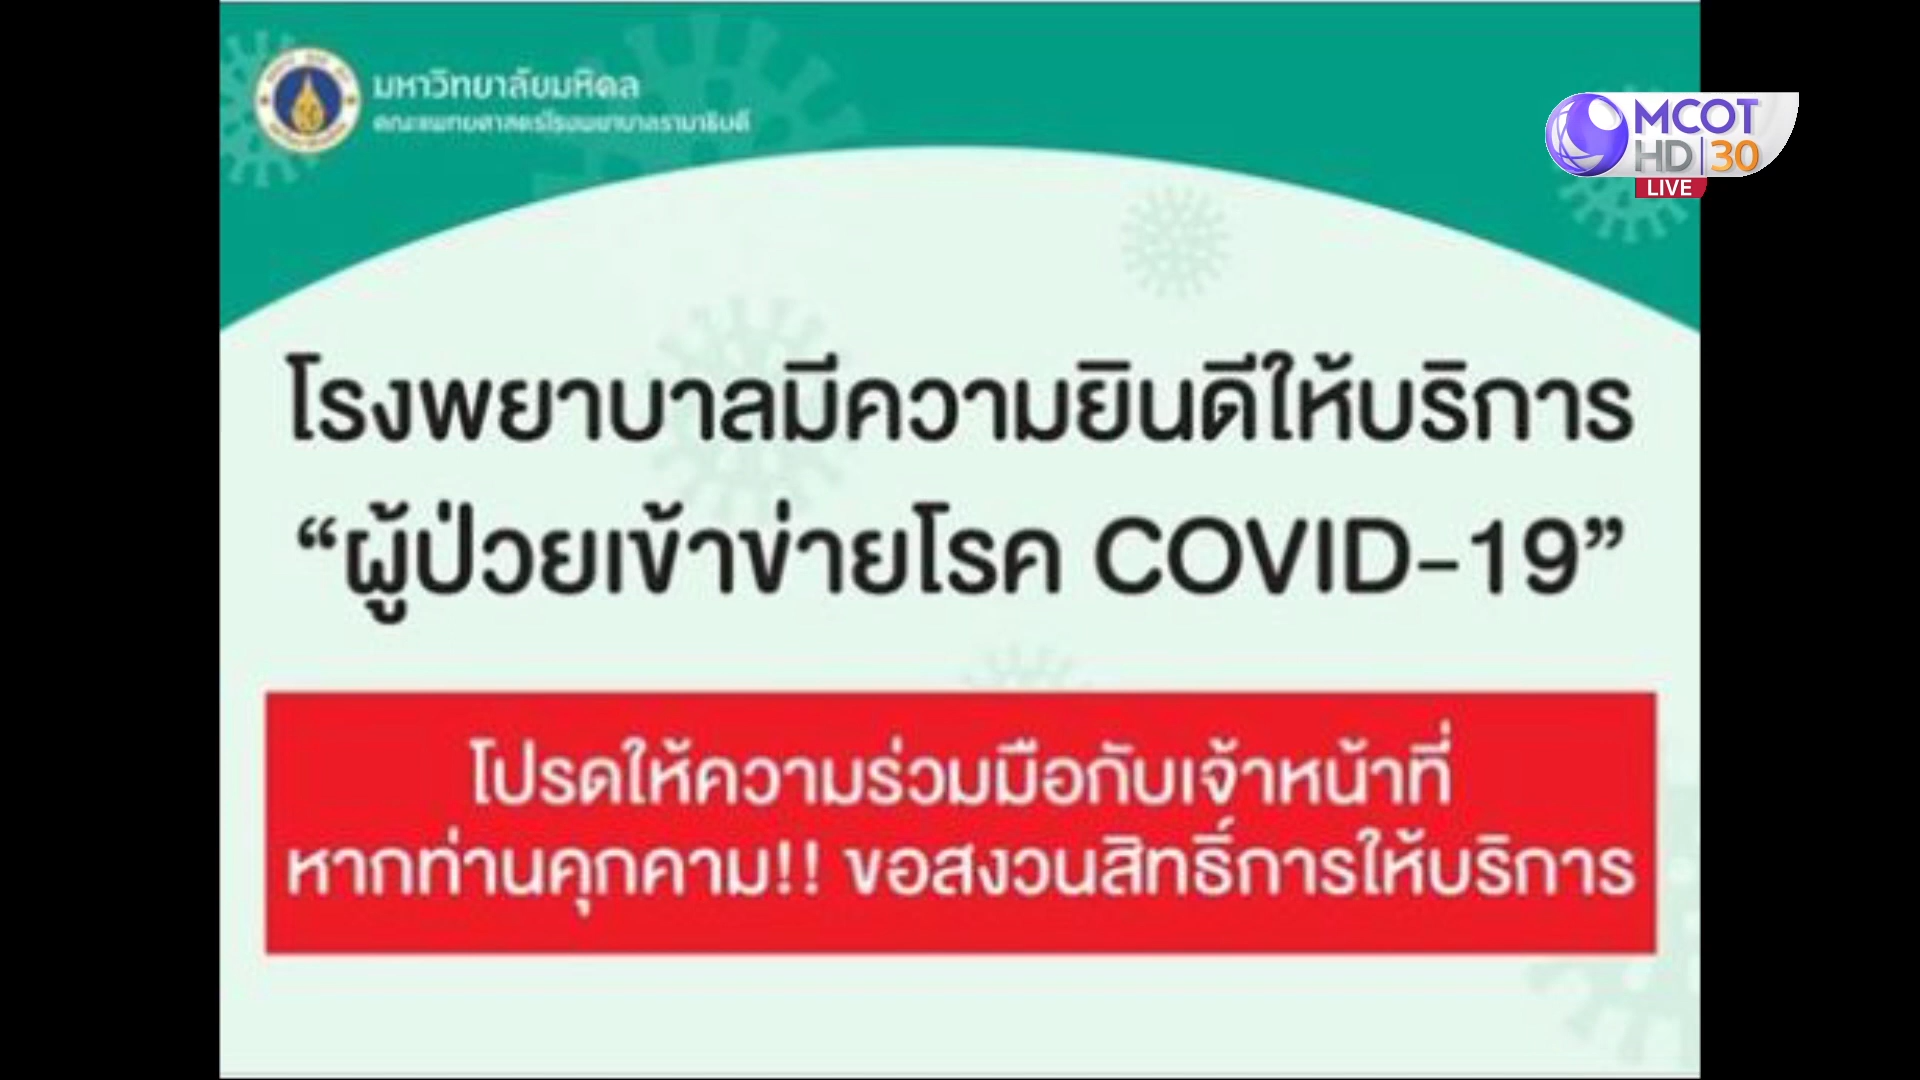 มหาวิทยาลัยมหิดล
คณะแพทยศาสตร์โรงพยาบาลรามาธิบดี
MCOT
HD 30
LIVE
โรงพยาบาลมีความยินดีให้บริการ
“ผู้ป่วยเข้าข่ายโรค COVID-19”
โปรดให้ความร่วมมือกับเจ้าหน้าที่
หากท่านคุกคาม!! ขอสงวนสิทธิ์การให้บริการ